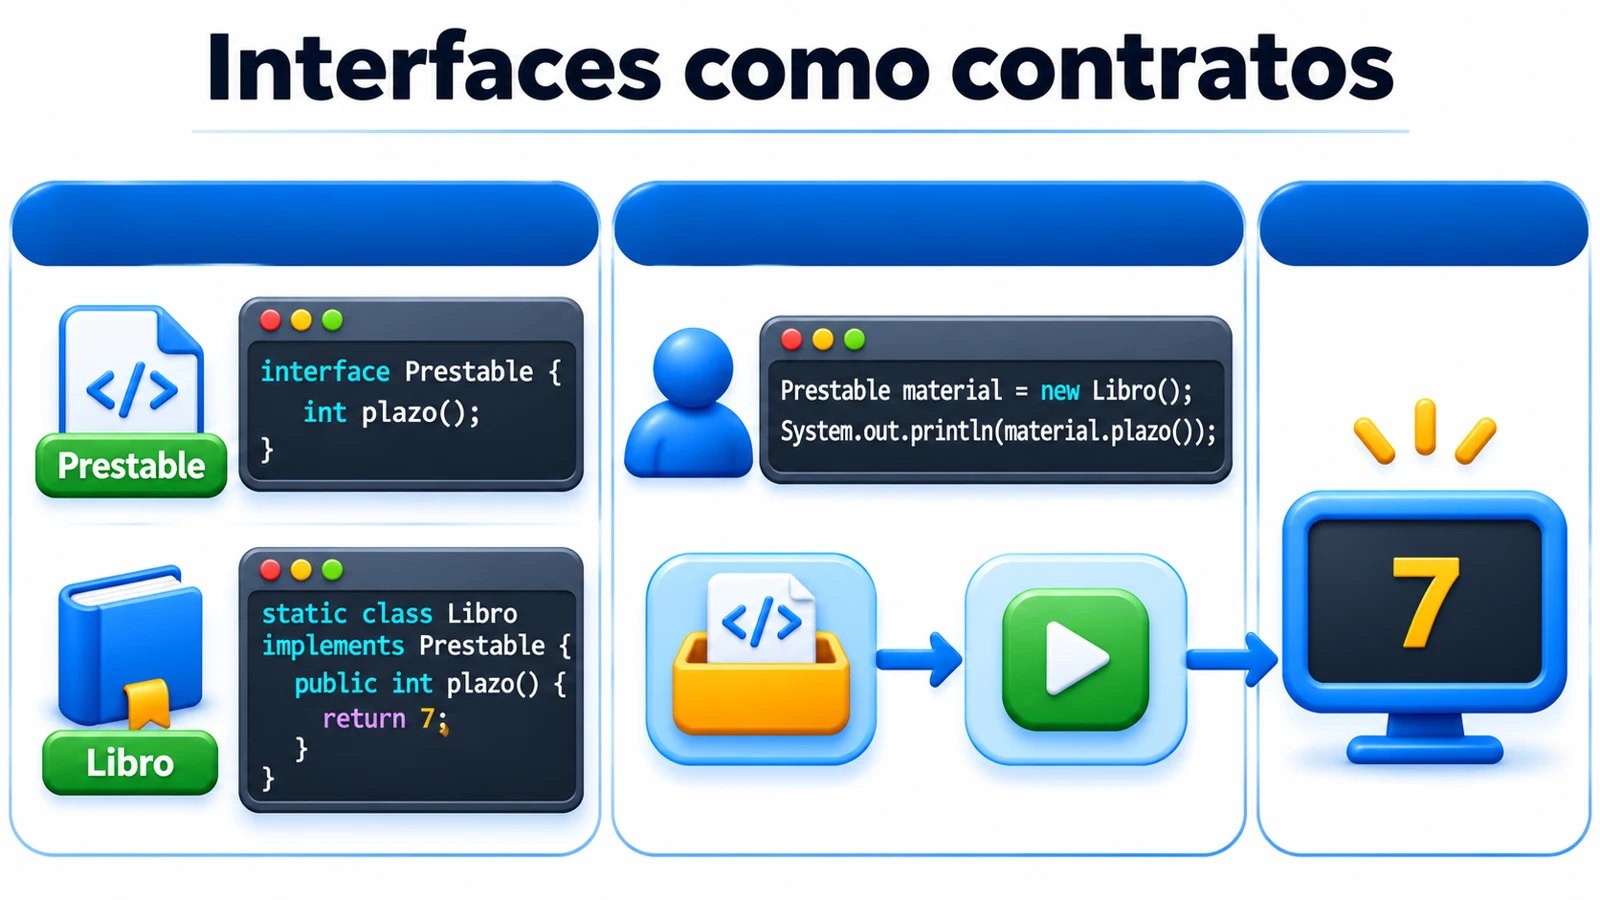 Interfaces como contratos
</>
Prestable
interface Prestable {
int plazo();
}
Libro
static class Libro
implements Prestable {
public int plazo() {
return 7;
}
}
Prestable material = new Libro();
System.out.println(material.plazo());
</>
7